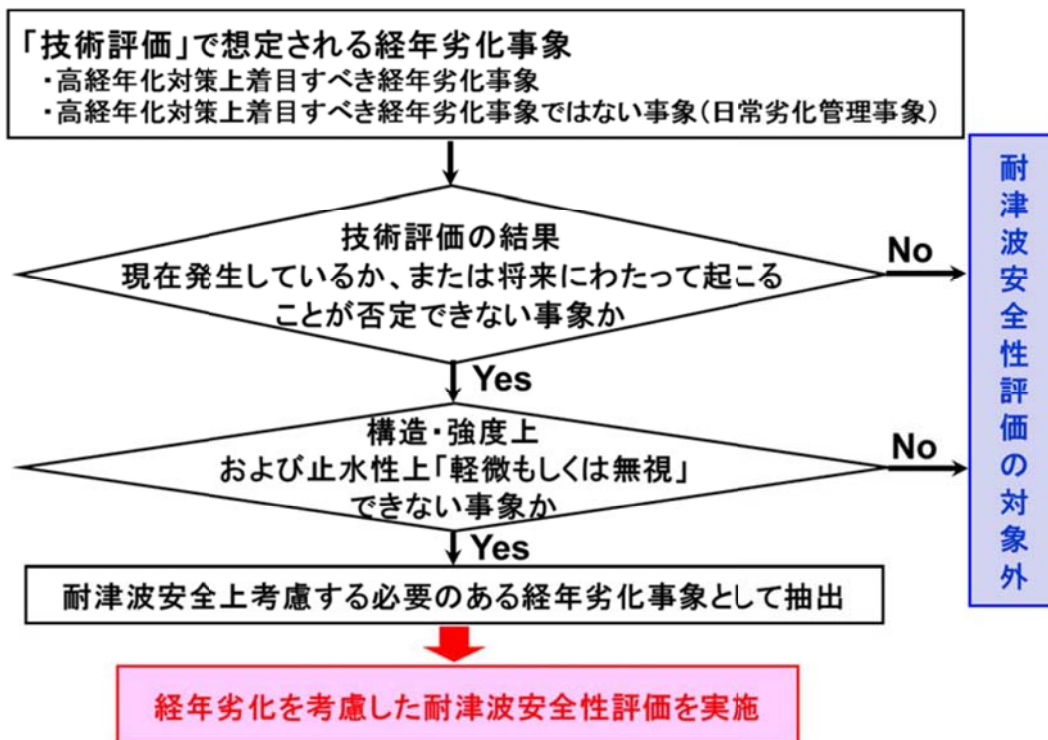 「技術評価」で想定される経年劣化事象
・高経年化対策上着目すべき経年劣化事象
・高経年化対策上着目すべき経年劣化事象ではない事象(日常劣化管理事象)
技術評価の結果
現在発生しているか、または将来にわたって起こる
ことが否定できない事象か
No
Yes
構造・強度上
および止水性上「軽微もしくは無視」
できない事象か
No
Yes
耐津波安全性評価の対象外
耐津波安全上考慮する必要のある経年劣化事象として抽出
経年劣化を考慮した耐津波安全性評価を実施